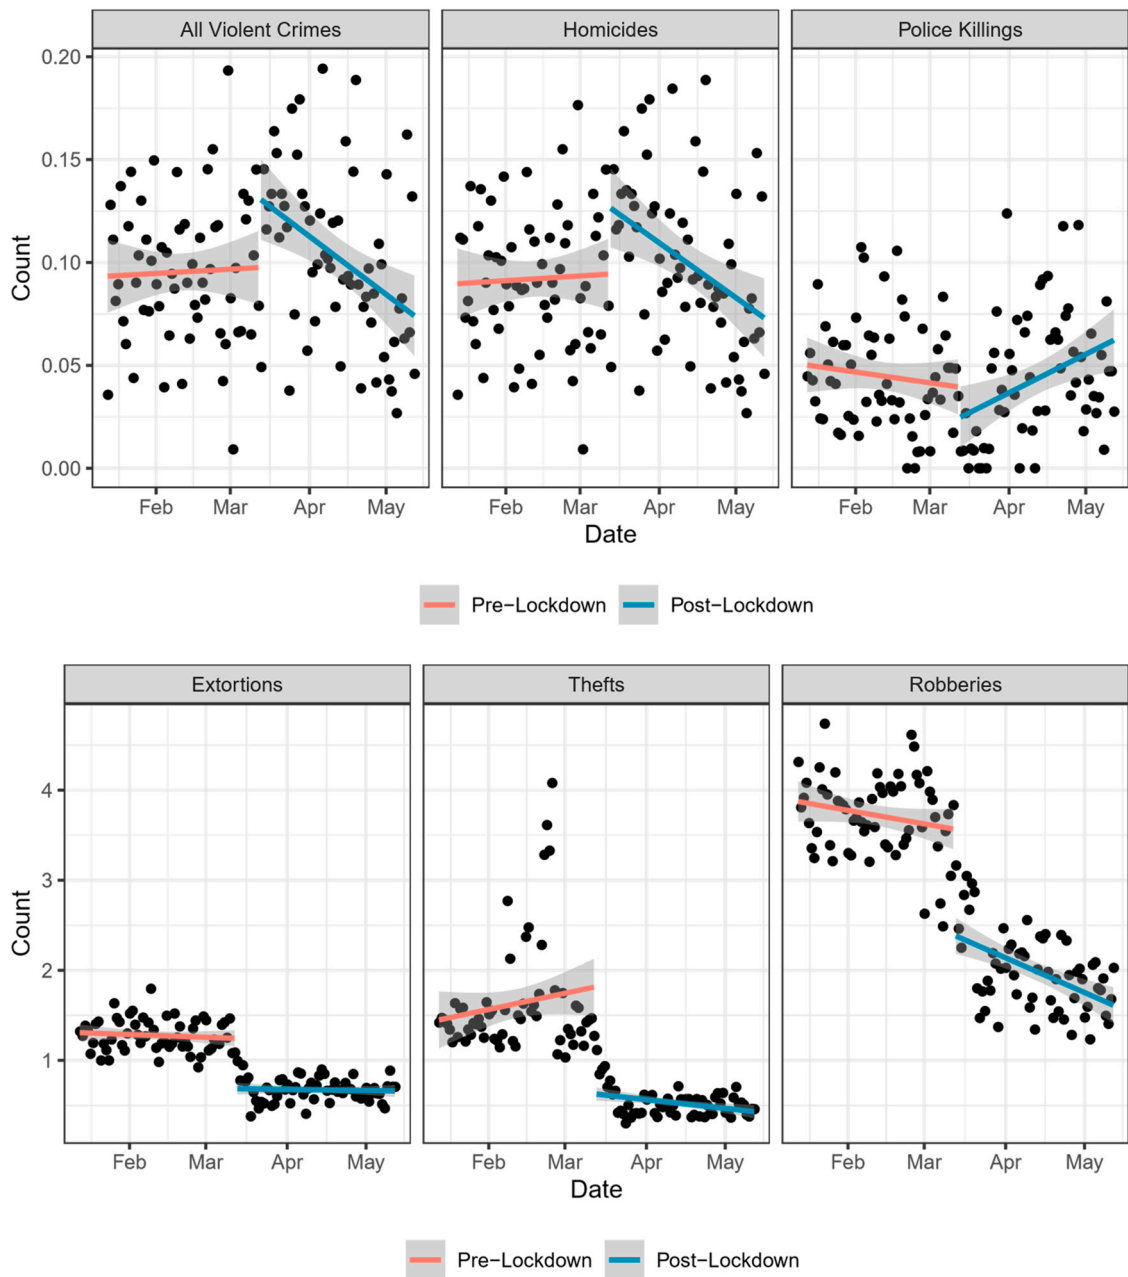 All Violent Crimes Homicides Police Killings
0.20
0.15
0.10
0.05
0.00
Count
Feb Mar Apr May Feb Mar Apr May Feb Mar Apr May
Date
Pre−Lockdown Post−Lockdown
Extortions Thefts Robberies
4
3
2
1
Count
Feb Mar Apr May Feb Mar Apr May Feb Mar Apr May
Date
Pre−Lockdown Post−Lockdown